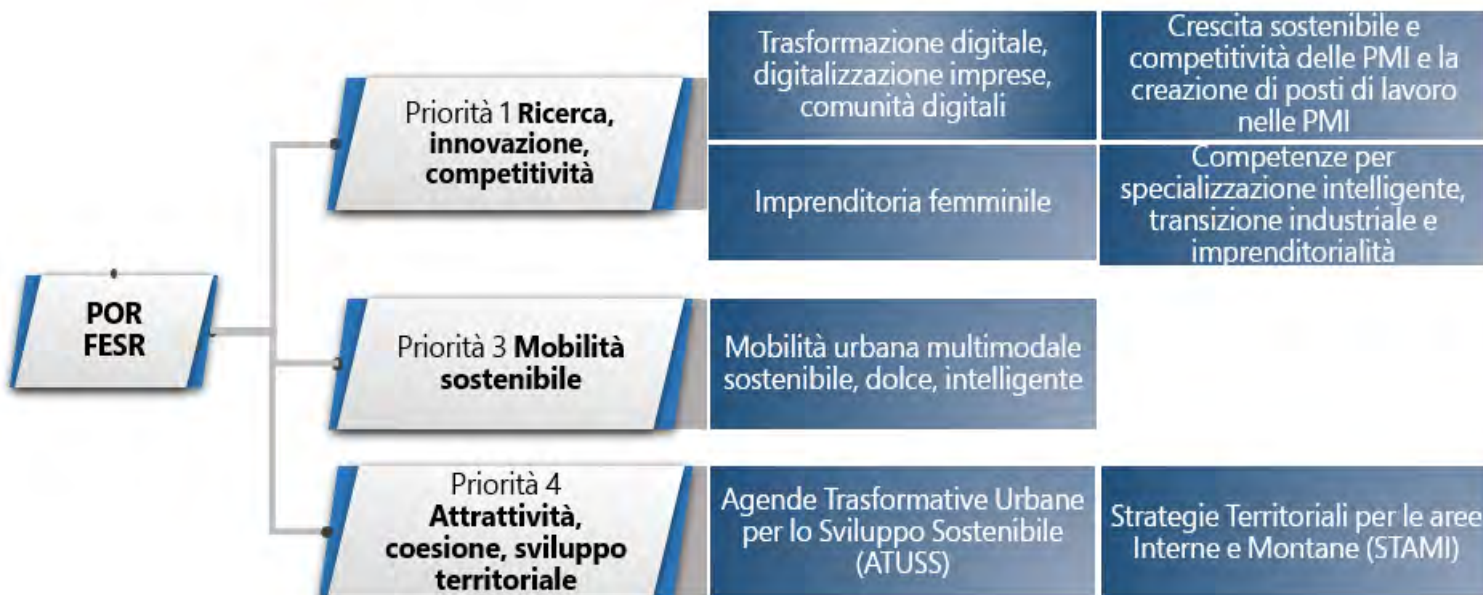 POR
FESR
Priorità 1 Ricerca,
innovazione,
competitività
Trasformazione digitale,
digitalizzazione imprese,
comunità digitali
Crescita sostenibile e
competitività delle PMI e la
creazione di posti di lavoro
nelle PMI
Imprenditoria femminile
Competenze per
specializzazione intelligente,
transizione industriale e
imprenditorialità
Priorità 3 Mobilità
sostenibile
Mobilità urbana multimodale
sostenibile, dolce, intelligente
Priorità 4
Attrattività,
coesione, sviluppo
territoriale
Agende Trasformative Urbane
per lo Sviluppo Sostenibile
(ATUSS)
Strategie Territoriali per le aree
Interne e Montane (STAMI)